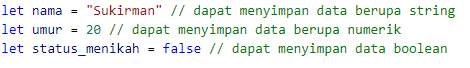 let nama = "Sukirman" // dapat menyimpan data berupa string
let umur = 20 // dapat menyimpan data berupa numerik
let status_menikah = false // dapat menyimpan data boolean